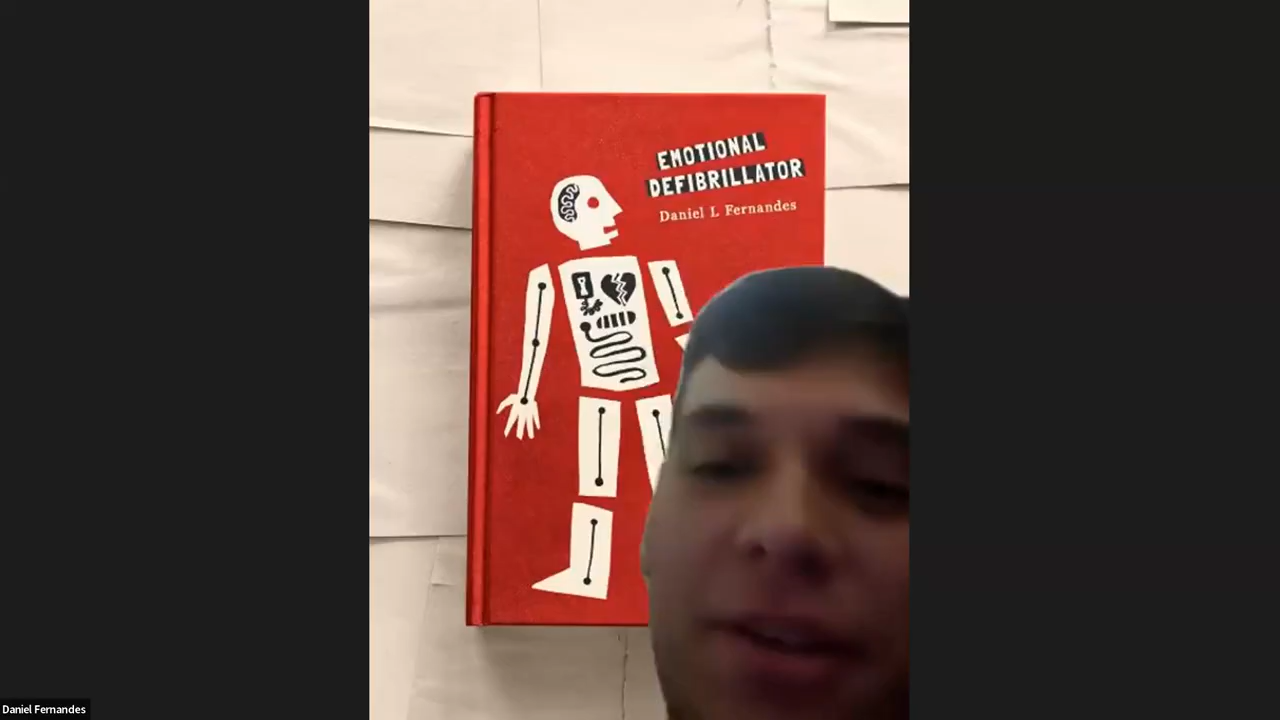 EMOTIONAL
DEFIBRILLATOR
Daniel L Fernandes
Daniel Fernandes